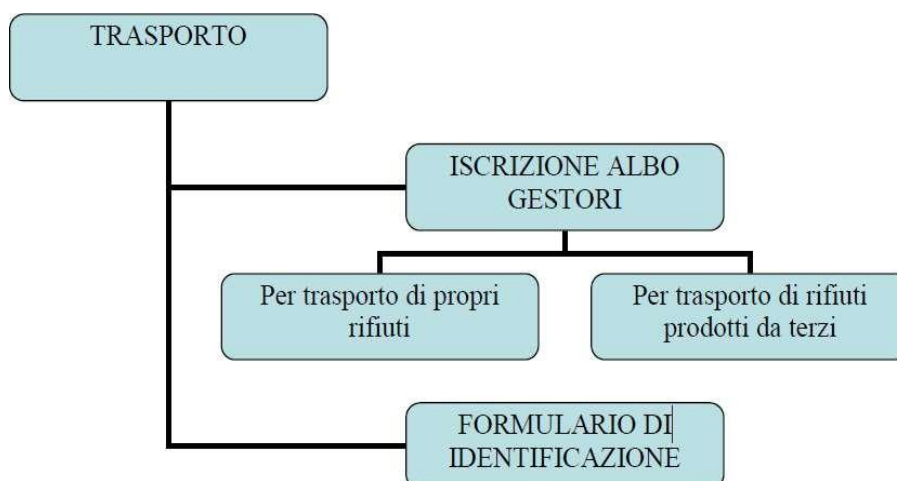 TRASPORTO
ISCRIZIONE ALBO
GESTORI
Per trasporto di propri
rifiuti
Per trasporto di rifiuti
prodotti da terzi
FORMULARIO DI
IDENTIFICAZIONE